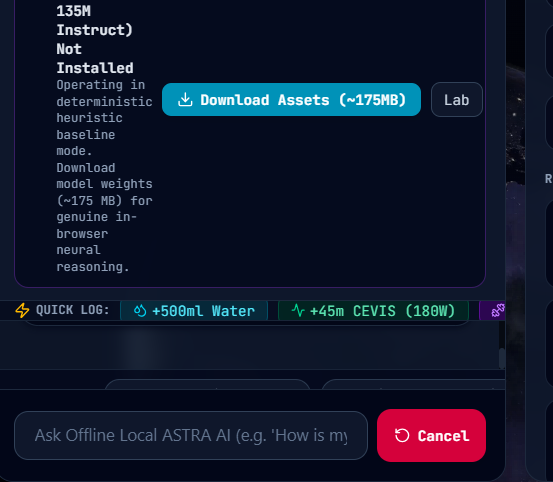 135M
Instruct)
Not
Installed
Operating in
deterministic
heuristic
baseline
mode.
Download
model weights
(~175 MB) for
genuine in-
browser
neural
reasoning.
Download Assets (~175MB)
Lab
QUICK LOG:
+500ml Water
+45m CEVIS (180W)
Ask Offline Local ASTRA AI (e.g. 'How is my
Cancel
R